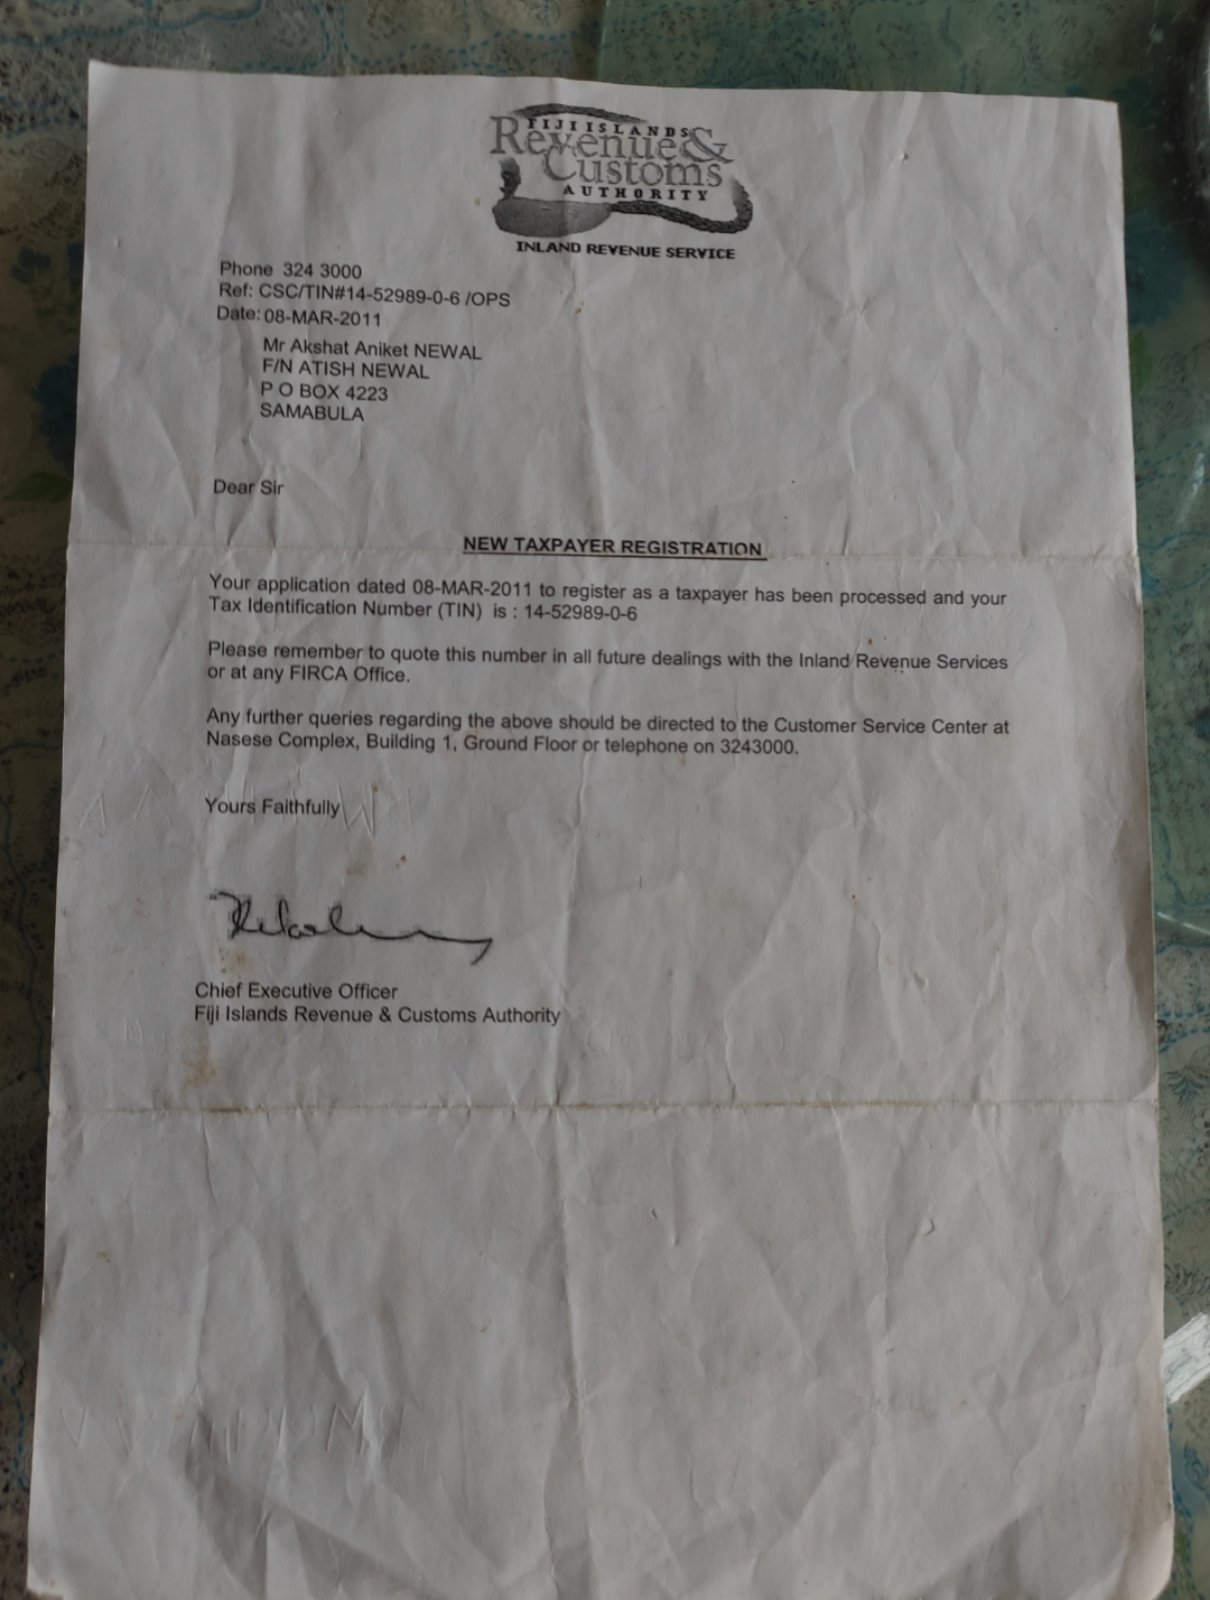 FIJI ISLANDS
Revenue &
Customs
AUTHORITY
INLAND REVENUE SERVICE
Phone 324 3000
Ref: CSC/TIN#14-52989-0-6 /OPS
Date: 08-MAR-2011
Mr Akshat Aniket NEWAL
F/N ATISH NEWAL
P O BOX 4223
SAMABULA
Dear Sir
NEW TAXPAYER REGISTRATION
Your application dated 08-MAR-2011 to register as a taxpayer has been processed and your
Tax Identification Number (TIN) is : 14-52989-0-6
Please remember to quote this number in all future dealings with the Inland Revenue Services
or at any FIRCA Office.
Any further queries regarding the above should be directed to the Customer Service Center at
Nasese Complex, Building 1, Ground Floor or telephone on 3243000.
Yours Faithfully
Chief Executive Officer
Fiji Islands Revenue & Customs Authority